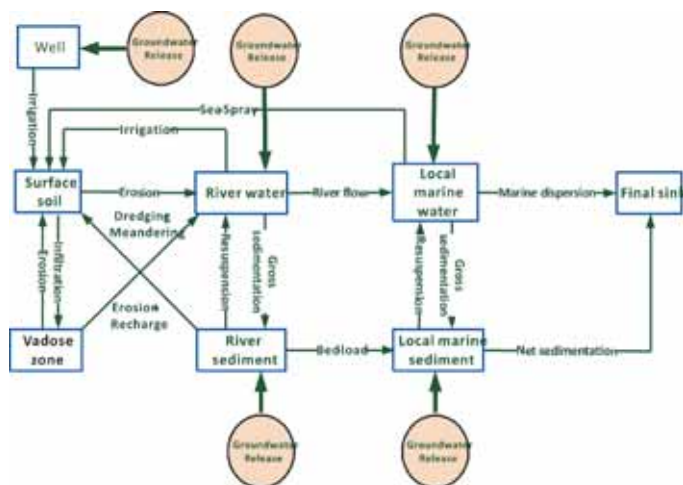 Well
Groundwater
Release
Groundwater
Release
Groundwater
Release
Irrigation
Sea Spray
Irrigation
Surface
soil
Erosion
River water
River flow
Local
marine
water
Marine dispersion
Final sink
Dredging
Meandering
Erosion
Infiltration
Resuspension
Gross
sedimentation
Resuspension
Gross
sedimentation
Erosion
Recharge
Vadose
zone
River
sediment
Bedload
Local marine
sediment
Net sedimentation
Groundwater
Release
Groundwater
Release